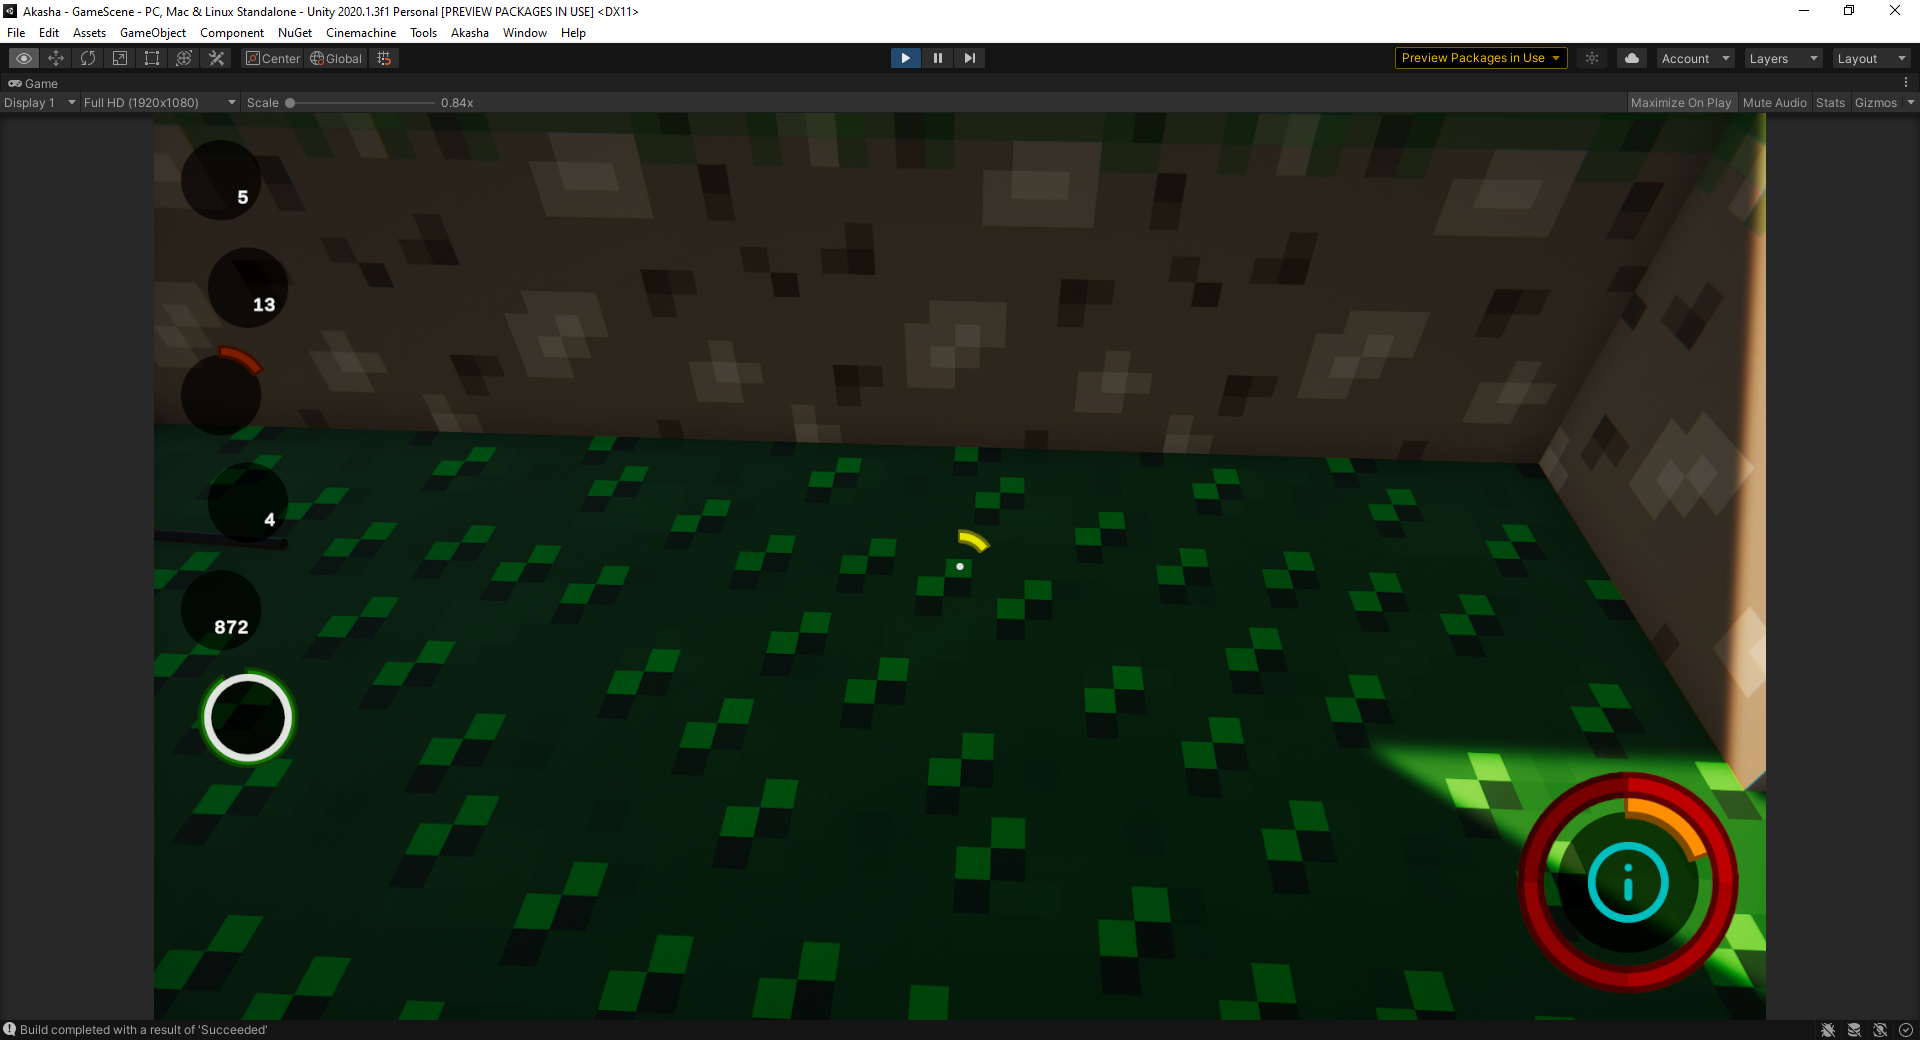 Akasha - GameScene - PC, Mac & Linux Standalone - Unity 2020.1.3f1 Personal [PREVIEW PACKAGES IN USE] <DX11>
File Edit Assets GameObject Component NuGet Cinemachine Tools Akasha Window Help
Center Global Preview Packages in Use Account Layers Layout
Game
Display 1 Full HD (1920x1080) Scale 0.84x Maximize On Play Mute Audio Stats Gizmos
5
13
4
872
i
Build completed with a result of 'Succeeded'